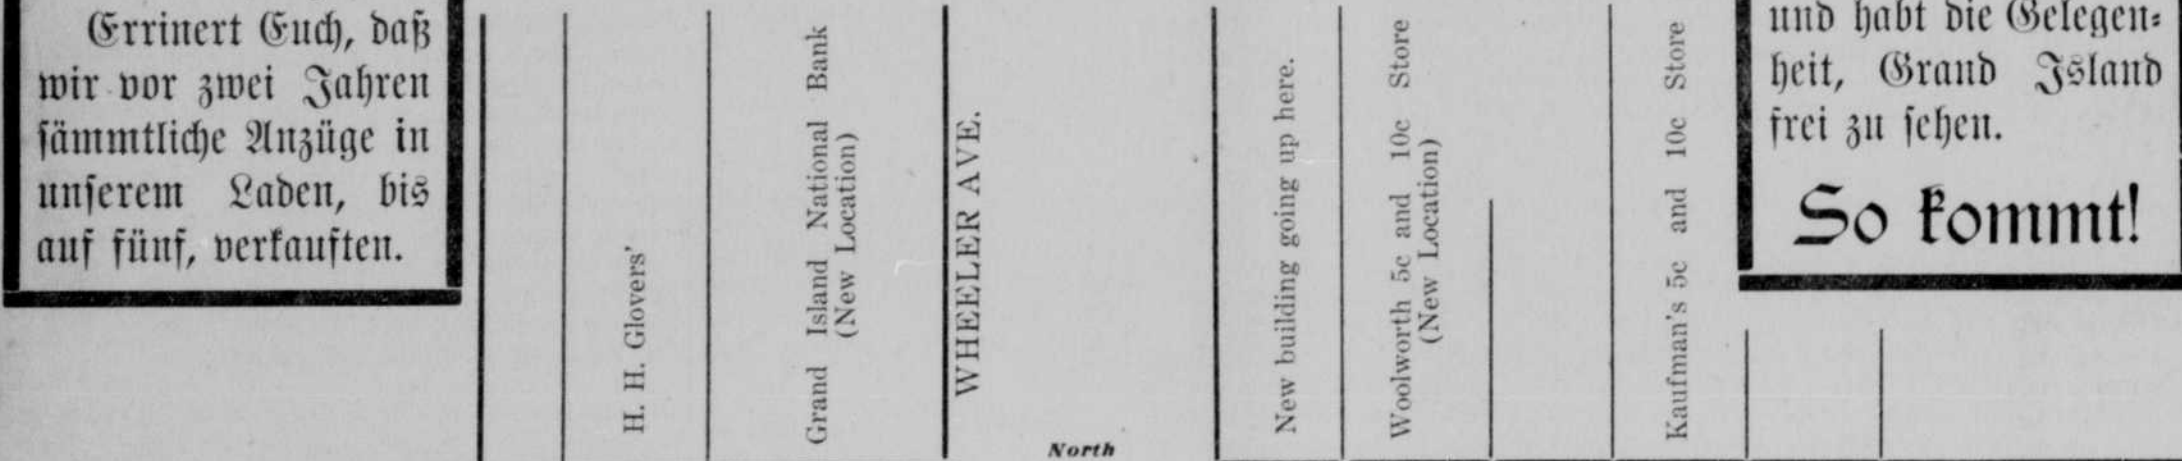 Errinert Euch, daß
wir vor zwei Jahren
sämmtliche Anzüge in
unserem Laden, bis
auf fünf, verkauften.
H. H. Glovers'
Grand Island National Bank
(New Location)
WHEELER AVE.
North
New building going up here.
Woolworth 5c and 10c Store
(New Location)
Kaufman's 5c and 10c Store
und habt die Gelegen-
heit, Grand Island
frei zu sehen.
So kommt!